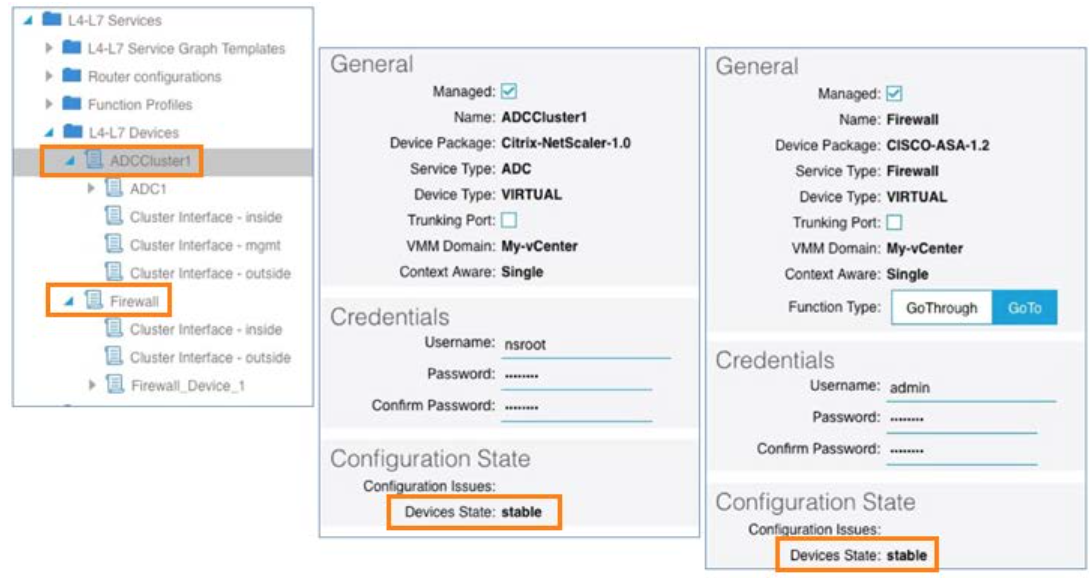 L4-L7 Services
L4-L7 Service Graph Templates
Router configurations
Function Profiles
L4-L7 Devices
ADCCluster1
ADC1
Cluster Interface - inside
Cluster Interface - mgmt
Cluster Interface - outside
Firewall
Cluster Interface - inside
Cluster Interface - outside
Firewall_Device_1
General
Managed:
Name: ADCCluster1
Device Package: Citrix-NetScaler-1.0
Service Type: ADC
Device Type: VIRTUAL
Trunking Port:
VMM Domain: My-vCenter
Context Aware: Single
Credentials
Username: nsroot
Password: ........
Confirm Password: ........
Configuration State
Configuration Issues:
Devices State: stable
General
Managed:
Name: Firewall
Device Package: CISCO-ASA-1.2
Service Type: Firewall
Device Type: VIRTUAL
Trunking Port:
VMM Domain: My-vCenter
Context Aware: Single
Function Type: GoThrough GoTo
Credentials
Username: admin
Password: ........
Confirm Password: ........
Configuration State
Configuration Issues:
Devices State: stable